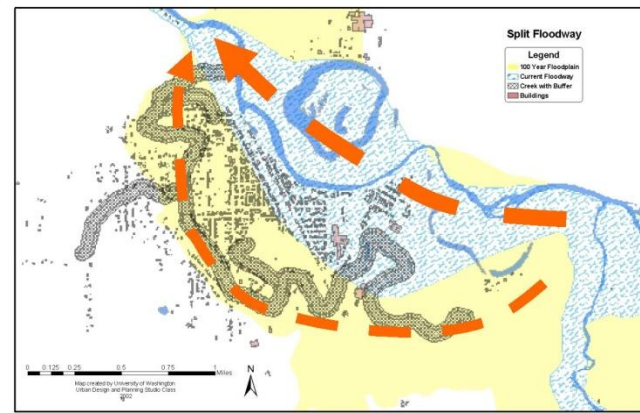 Split Floodway
Legend
100 Year Floodplain
Current Floodway
Creek with Buffer
Buildings
0 0.125 0.25 0.5 0.75 1
Miles
Map created by University of Washington
Urban Design and Planning Studio Class
2002
N